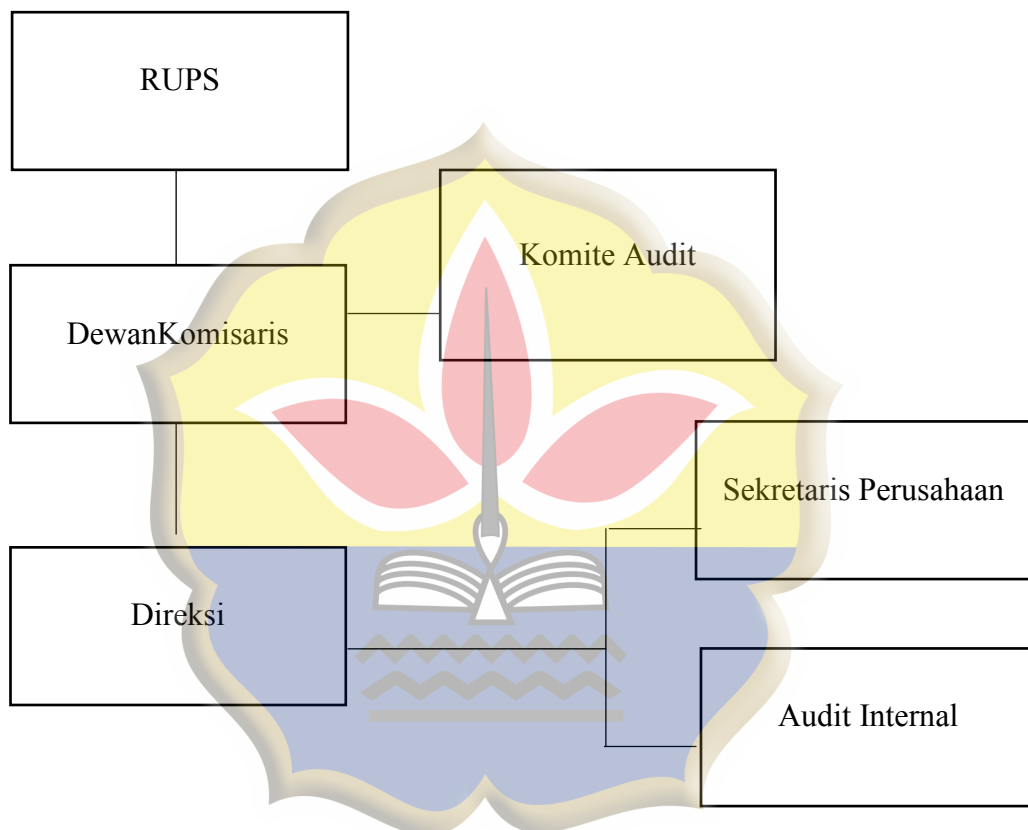 RUPS
Komite Audit
DewanKomisaris
Sekretaris Perusahaan
Direksi
Audit Internal